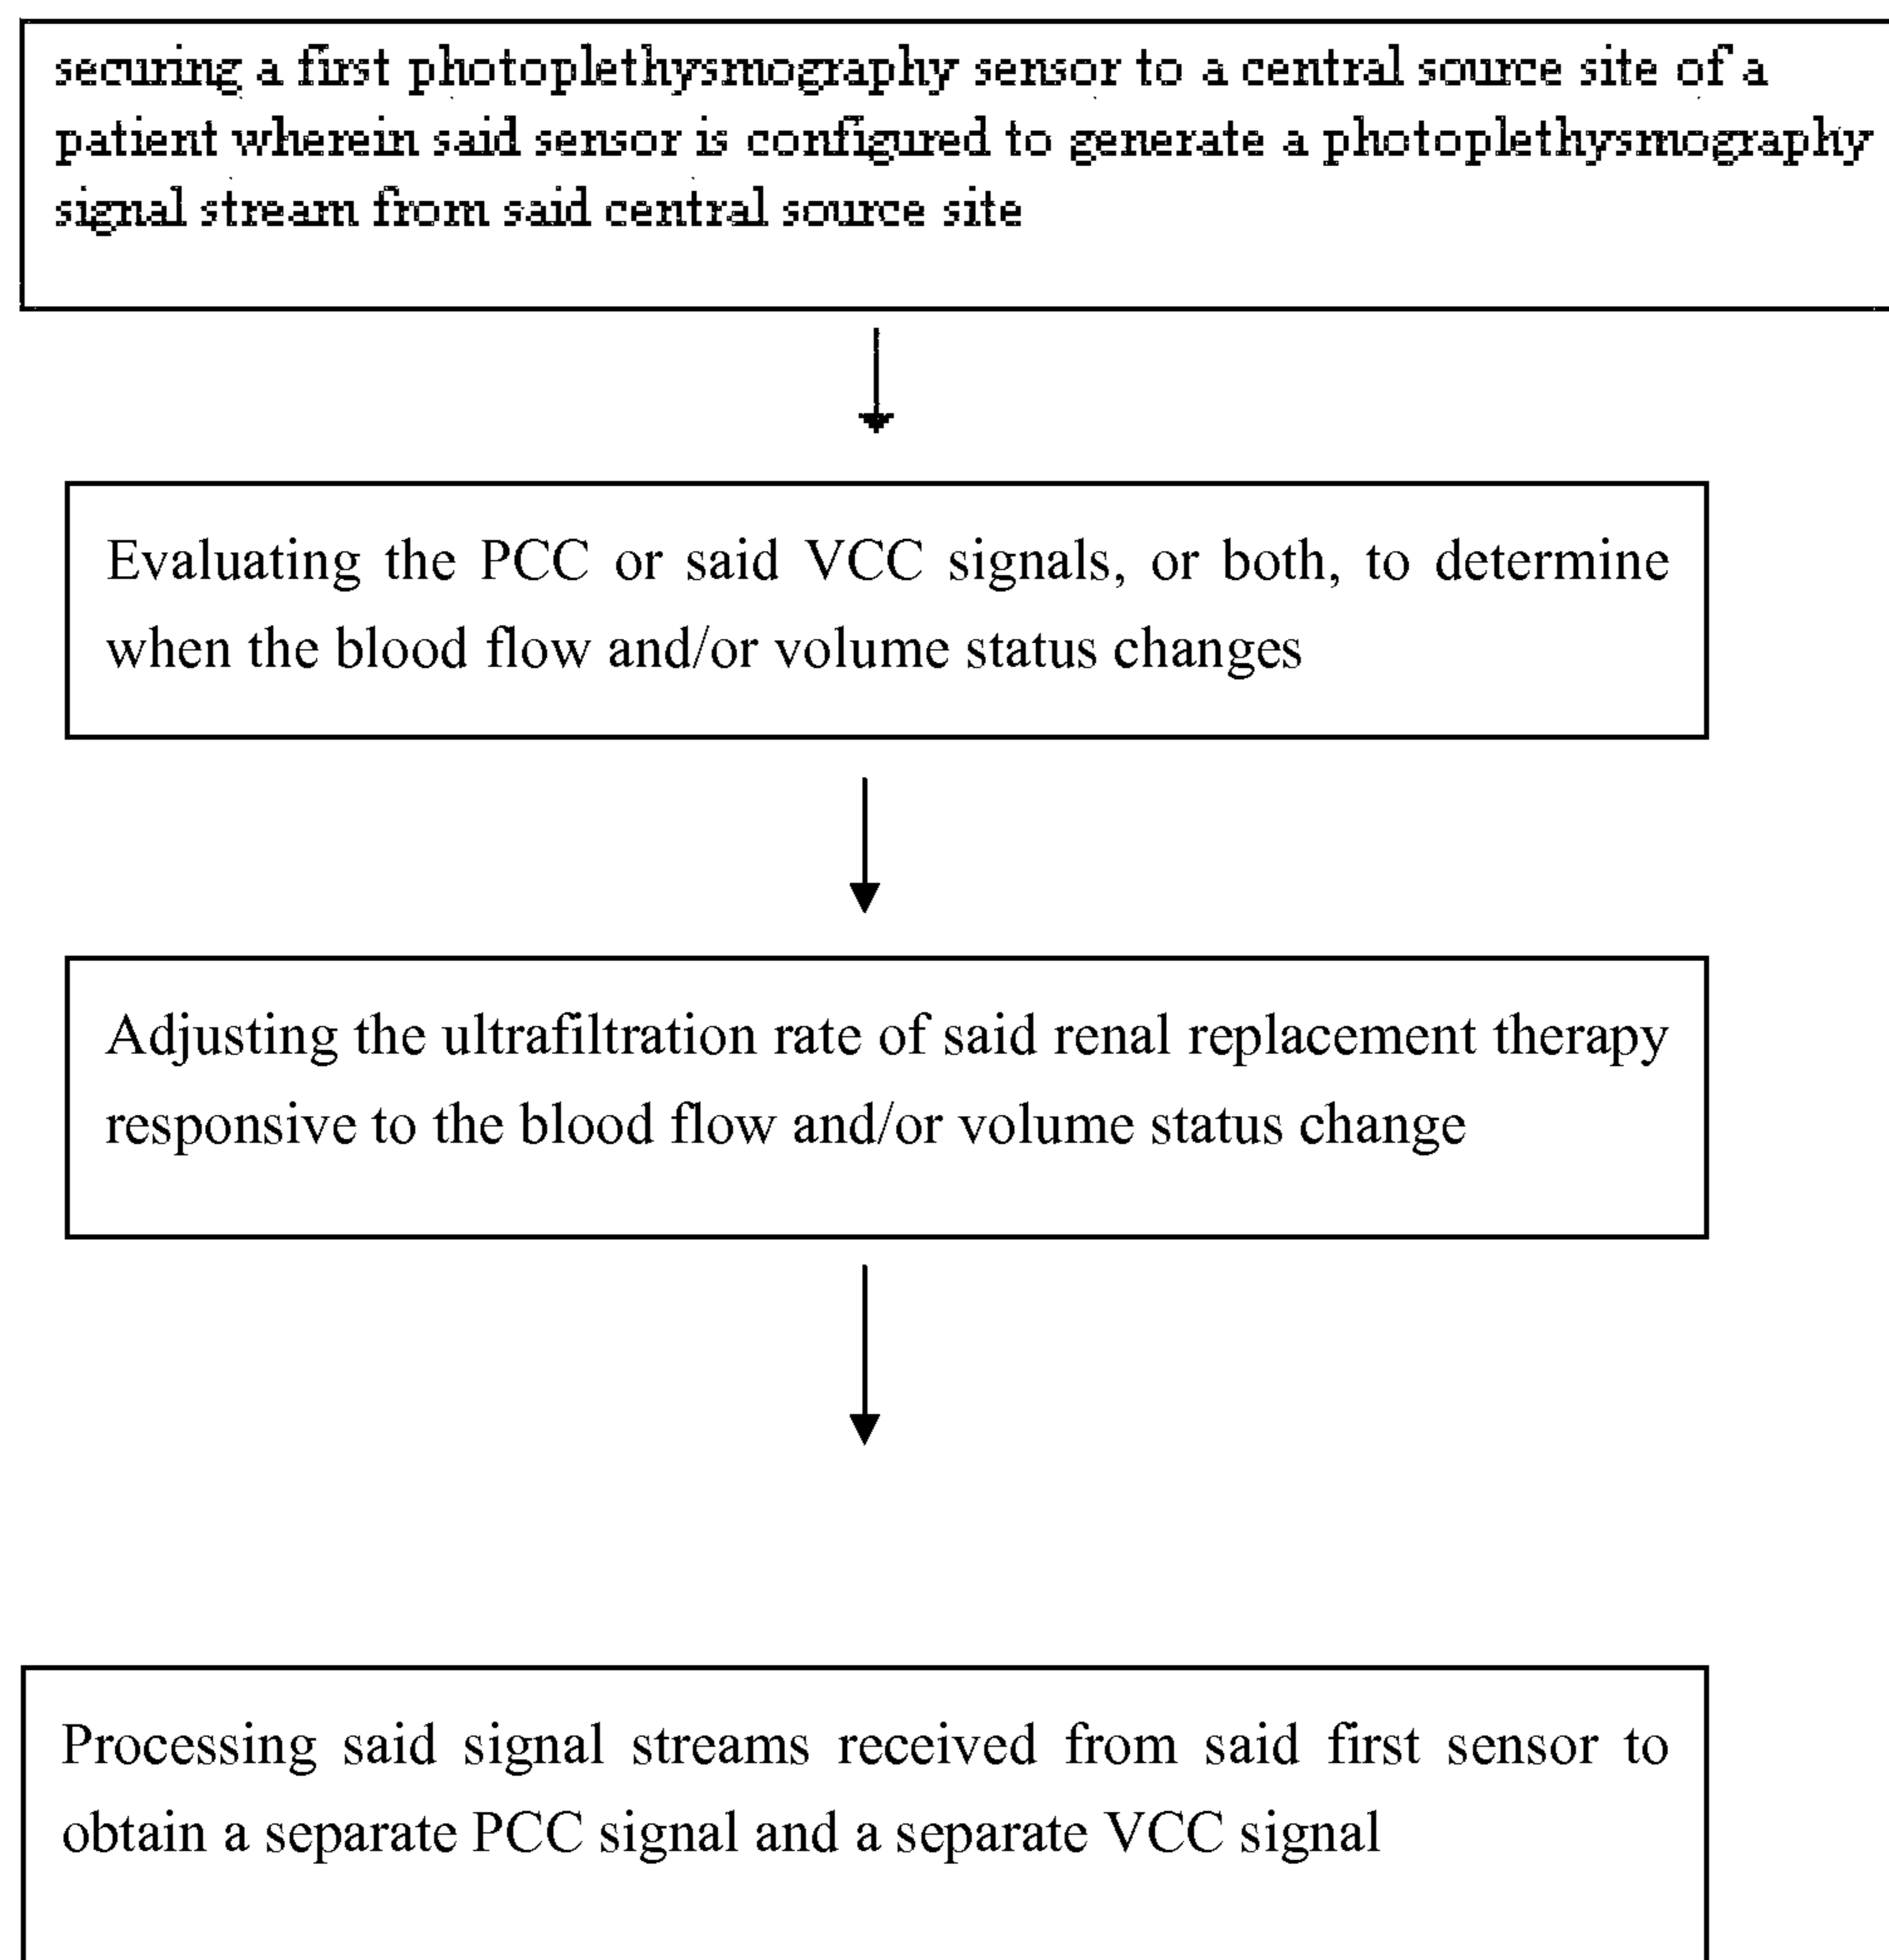 securing a first photoplethysmography sensor to a central source site of a
patient wherein said sensor is configured to generate a photoplethysmography
signal stream from said central source site
Evaluating the PCC or said VCC signals, or both, to determine
when the blood flow and/or volume status changes
Adjusting the ultrafiltration rate of said renal replacement therapy
responsive to the blood flow and/or volume status change
Processing said signal streams received from said first sensor to
obtain a separate PCC signal and a separate VCC signal